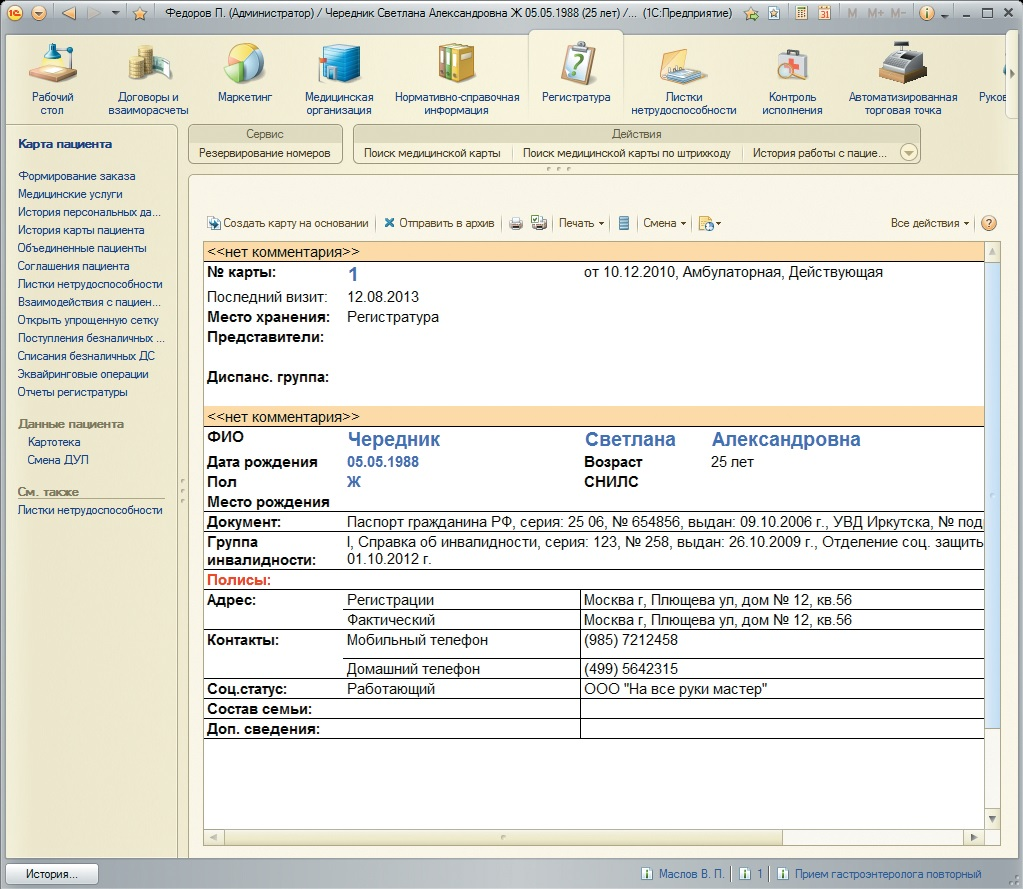 Федоров П. (Администратор) / Чередник Светлана Александровна Ж 05.05.1988 (25 лет) /... (1С:Предприятие)
M M+ M-
Рабочий стол
Договоры и взаиморасчеты
Маркетинг
Медицинская организация
Нормативно-справочная информация
Регистратура
Листки нетрудоспособности
Контроль исполнения
Автоматизированная торговая точка
Руков
Карта пациента
Формирование заказа
Медицинские услуги
История персональных да...
История карты пациента
Объединенные пациенты
Соглашения пациента
Листки нетрудоспособности
Взаимодействия с пациен...
Открыть упрощенную сетку
Поступления безналичных ...
Списания безналичных ДС
Эквайринговые операции
Отчеты регистратуры
Данные пациента
Картотека
Смена ДУЛ
См. также
Листки нетрудоспособности
Сервис
Резервирование номеров
Действия
Поиск медицинской карты
Поиск медицинской карты по штрихкоду
История работы с пацие...
Создать карту на основании
Отправить в архив
Печать
Смена
Все действия
<<нет комментария>>
№ карты: 1 от 10.12.2010, Амбулаторная, Действующая
Последний визит: 12.08.2013
Место хранения: Регистратура
Представители:
Диспанс. группа:
<<нет комментария>>
ФИО Чередник Светлана Александровна
Дата рождения 05.05.1988 Возраст 25 лет
Пол Ж СНИЛС
Место рождения
Документ: Паспорт гражданина РФ, серия: 25 06, № 654856, выдан: 09.10.2006 г., УВД Иркутска, № под
Группа инвалидности: I, Справка об инвалидности, серия: 123, № 258, выдан: 26.10.2009 г., Отделение соц. защить
01.10.2012 г.
Полисы:
Адрес: Регистрации Москва г, Плющева ул, дом № 12, кв.56
Фактический Москва г, Плющева ул, дом № 12, кв.56
Контакты: Мобильный телефон (985) 7212458
Домашний телефон (499) 5642315
Соц.статус: Работающий ООО "На все руки мастер"
Состав семьи:
Доп. сведения:
История...
Маслов В. П.
1
Прием гастроэнтеролога повторный